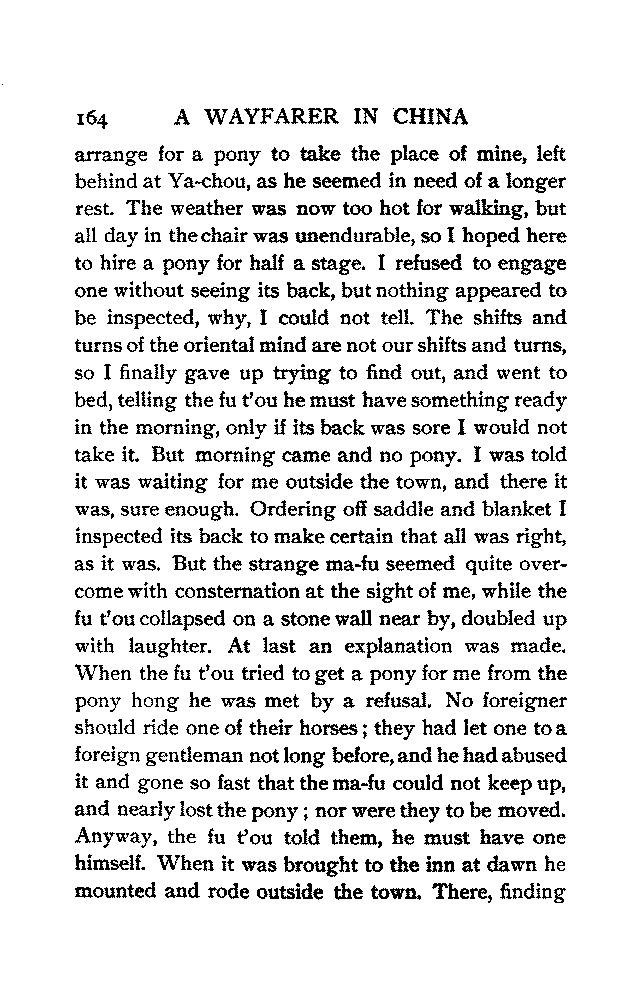 164 A WAYFARER IN CHINA
arrange for a pony to take the place of mine, left
behind at Ya-chou, as he seemed in need of a longer
rest. The weather was now too hot for walking, but
all day in the chair was unendurable, so I hoped here
to hire a pony for half a stage. I refused to engage
one without seeing its back, but nothing appeared to
be inspected, why, I could not tell. The shifts and
turns of the oriental mind are not our shifts and turns,
so I finally gave up trying to find out, and went to
bed, telling the fu t'ou he must have something ready
in the morning, only if its back was sore I would not
take it. But morning came and no pony. I was told
it was waiting for me outside the town, and there it
was, sure enough. Ordering off saddle and blanket I
inspected its back to make certain that all was right,
as it was. But the strange ma-fu seemed quite over-
come with consternation at the sight of me, while the
fu t'ou collapsed on a stone wall near by, doubled up
with laughter. At last an explanation was made.
When the fu t'ou tried to get a pony for me from the
pony hong he was met by a refusal. No foreigner
should ride one of their horses; they had let one to a
foreign gentleman not long before, and he had abused
it and gone so fast that the ma-fu could not keep up,
and nearly lost the pony; nor were they to be moved.
Anyway, the fu t'ou told them, he must have one
himself. When it was brought to the inn at dawn he
mounted and rode outside the town. There, finding